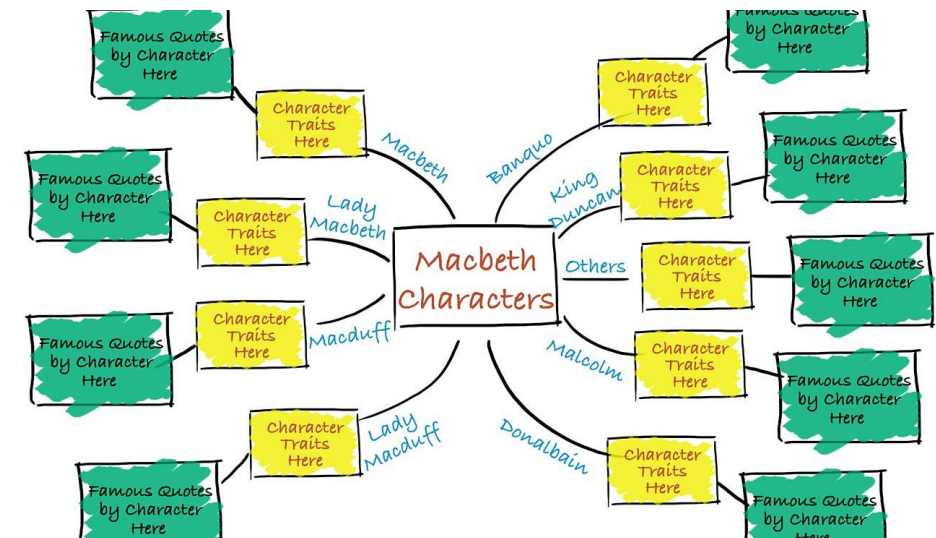 Famous Quotes
by Character
Here
Character
Traits
Here
Macbeth
Famous Quotes
by Character
Here
Character
Traits
Here
Lady
Macbeth
Famous Quotes
by Character
Here
Character
Traits
Here
Macduff
Famous Quotes
by Character
Here
Character
Traits
Here
Lady
Macduff
Macbeth
Characters
Banquo
Character
Traits
Here
Famous Quotes
by Character
Here
King
Duncan
Character
Traits
Here
Famous Quotes
by Character
Here
Others
Character
Traits
Here
Famous Quotes
by Character
Here
Malcolm
Character
Traits
Here
Famous Quotes
by Character
Here
Donalbain
Character
Traits
Here
Famous Quotes
by Character
Here